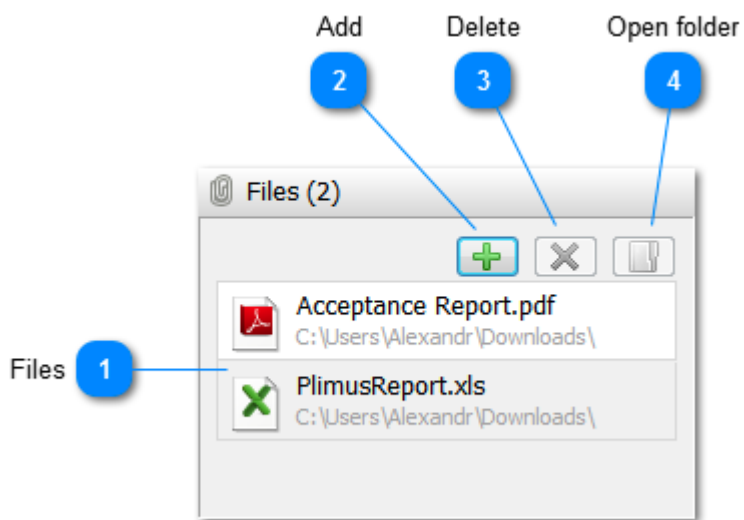 Add Delete Open folder
2 3 4
Files (2)
Acceptance Report.pdf
C:\Users\Alexandr\Downloads\
Files 1
PlimusReport.xls
C:\Users\Alexandr\Downloads\